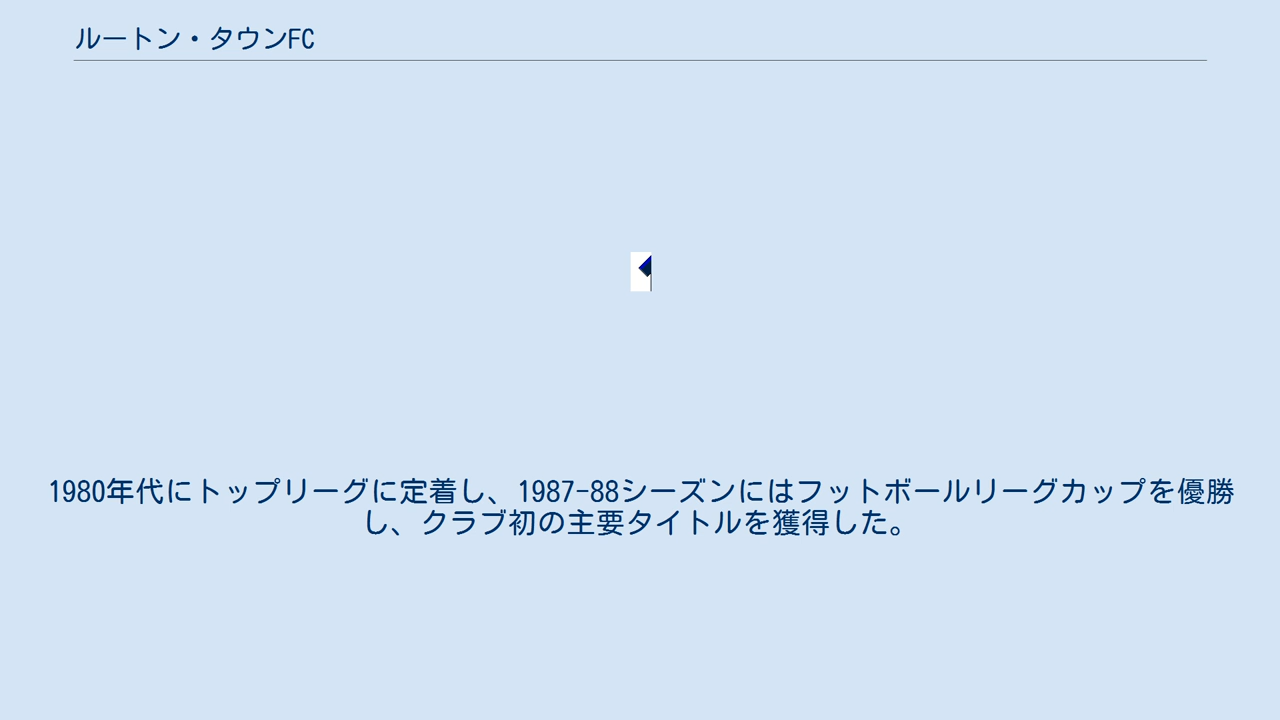 ルートン・タウンFC
1980年代にトップリーグに定着し、1987-88シーズンにはフットボールリーグカップを優勝
し、クラブ初の主要タイトルを獲得した。